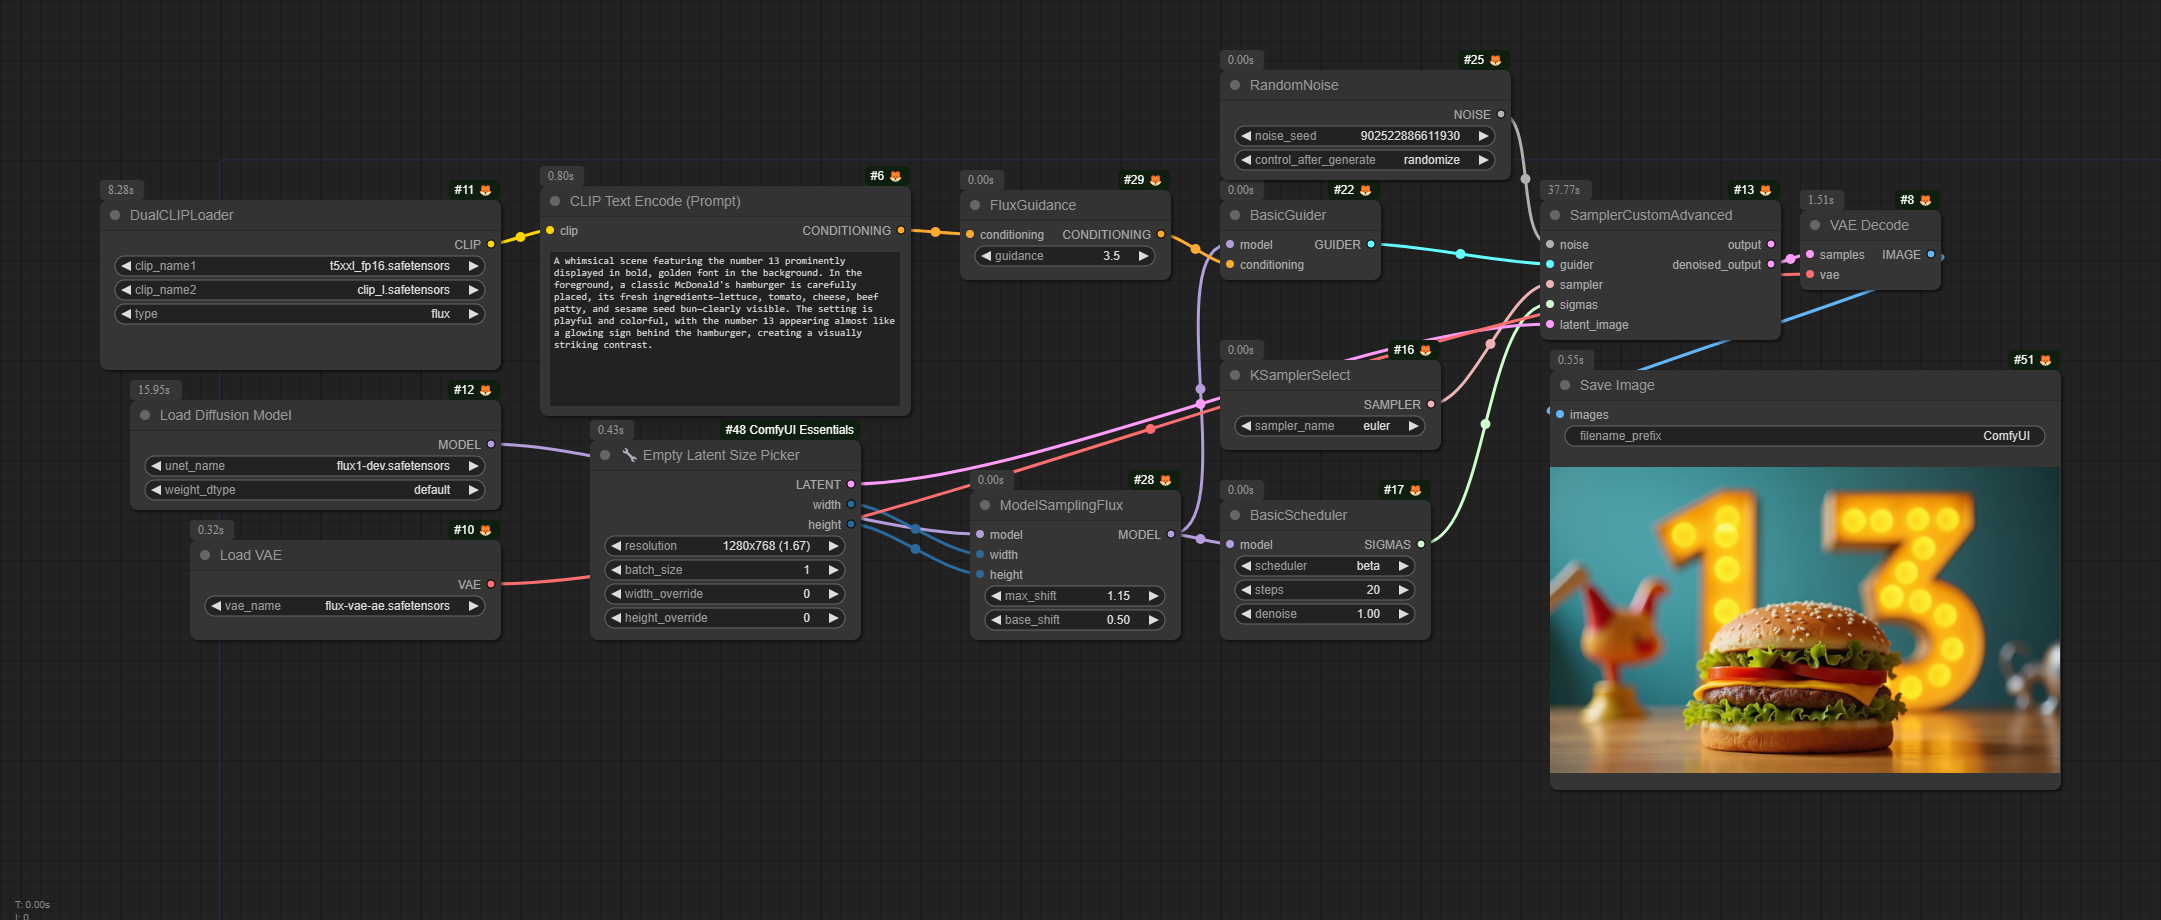 8.28s
#11
DualCLIPLoader
CLIP
clip_name1 t5xxl_fp16.safetensors
clip_name2 clip_l.safetensors
type flux
15.95s
#12
Load Diffusion Model
MODEL
unet_name flux1-dev.safetensors
weight_dtype default
0.32s
#10
Load VAE
VAE
vae_name flux-vae-ae.safetensors
0.80s
#6
CLIP Text Encode (Prompt)
clip CONDITIONING
A whimsical scene featuring the number 13 prominently
displayed in bold, golden font in the background. In the
foreground, a classic McDonald's hamburger is carefully
placed, its fresh ingredients—lettuce, tomato, cheese, beef
patty, and sesame seed bun—clearly visible. The setting is
playful and colorful, with the number 13 appearing almost like
a glowing sign behind the hamburger, creating a visually
striking contrast.
0.43s
#48 ComfyUI Essentials
Empty Latent Size Picker
LATENT
width
height
resolution 1280x768 (1.67)
batch_size 1
width_override 0
height_override 0
0.00s
#29
FluxGuidance
conditioning CONDITIONING
guidance 3.5
0.00s
#28
ModelSamplingFlux
model MODEL
width
height
max_shift 1.15
base_shift 0.50
0.00s
#25
RandomNoise
NOISE
noise_seed 902522886611930
control_after_generate randomize
0.00s
#22
BasicGuider
model GUIDER
conditioning
0.00s
#16
KSamplerSelect
SAMPLER
sampler_name euler
0.00s
#17
BasicScheduler
model SIGMAS
scheduler beta
steps 20
denoise 1.00
37.77s
#13
SamplerCustomAdvanced
noise output
guider denoised_output
sampler
sigmas
latent_image
1.51s
#8
VAE Decode
samples IMAGE
vae
0.55s
#51
Save Image
images
filename_prefix ComfyUI
13
T: 0.00s
I: 0